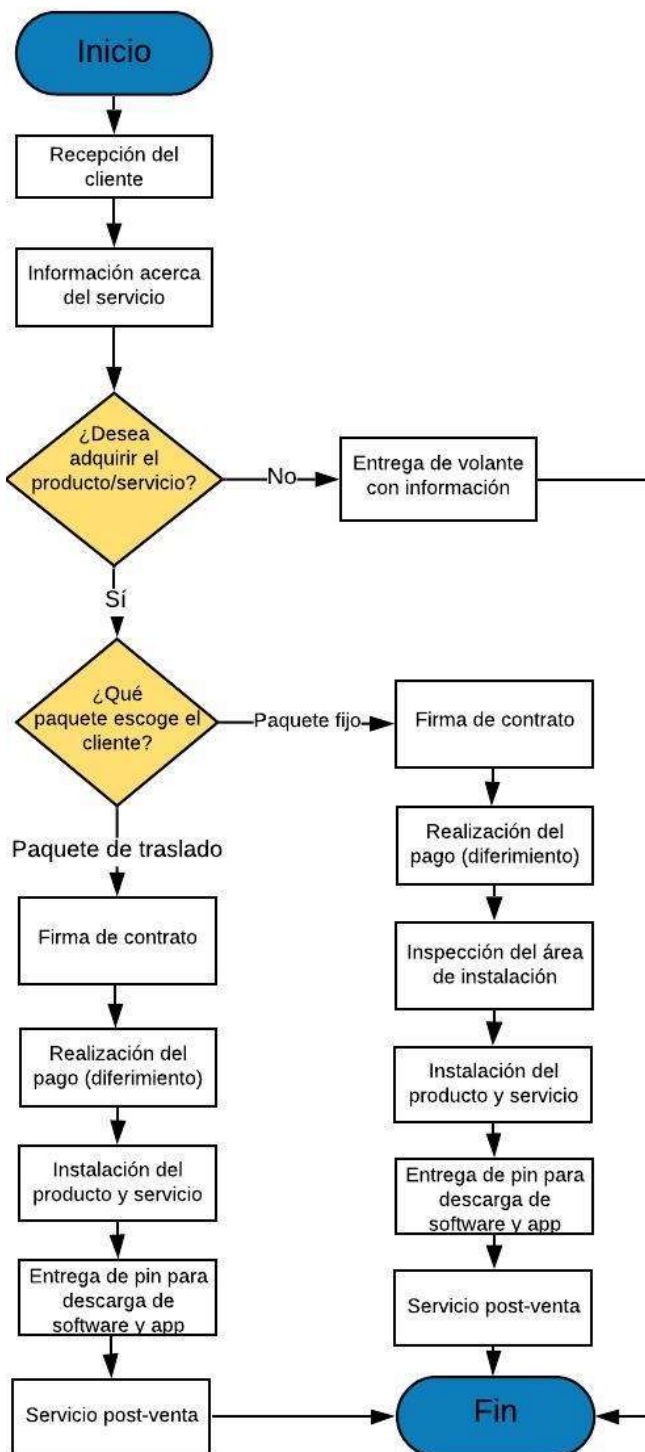 Inicio
Recepción del
cliente
Información acerca
del servicio
¿Desea
adquirir el
producto/servicio?
No
Entrega de volante
con información
Sí
¿Qué
paquete escoge el
cliente?
Paquete fijo
Firma de contrato
Realización del
pago (diferimiento)
Inspección del área
de instalación
Instalación del
producto y servicio
Entrega de pin para
descarga de
software y app
Servicio post-venta
Paquete de traslado
Firma de contrato
Realización del
pago (diferimiento)
Instalación del
producto y servicio
Entrega de pin para
descarga de
software y app
Servicio post-venta
Fin